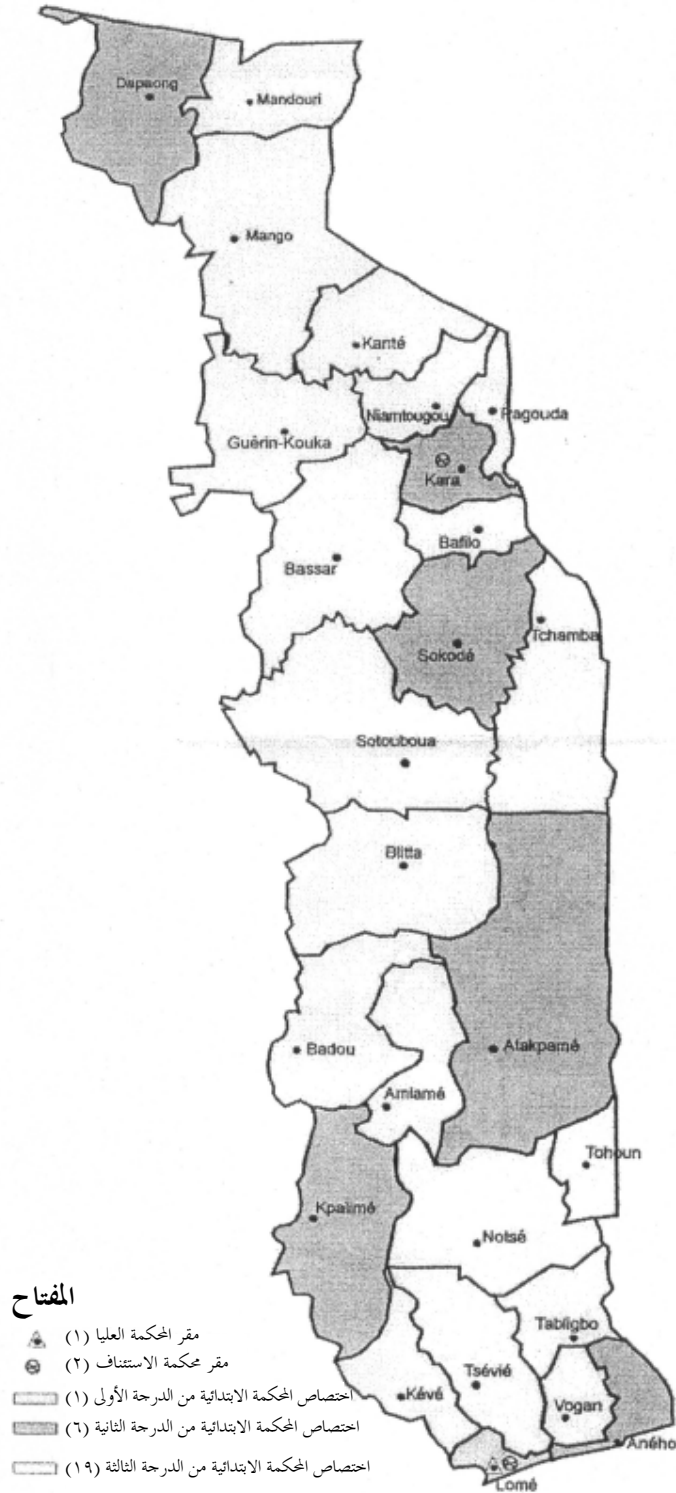 Dapaong
Mandouri
Mango
Kanté
Niamtougou
Pagouda
Guérin-Kouka
Kara
Bafilo
Bassar
Tchamba
Sokodé
Sotouboua
Blitta
Badou
Atakpamé
Amlamé
Tohoun
Kpalimé
Notsé
Tabligbo
Tsévié
Kévé
Vogan
Aného
Lomé
المفتاح
مقر المحكمة العليا (١)
مقر محكمة الاستئناف (٢)
اختصاص المحكمة الابتدائية من الدرجة الأولى (١)
اختصاص المحكمة الابتدائية من الدرجة الثانية (٦)
اختصاص المحكمة الابتدائية من الدرجة الثالثة (١٩)